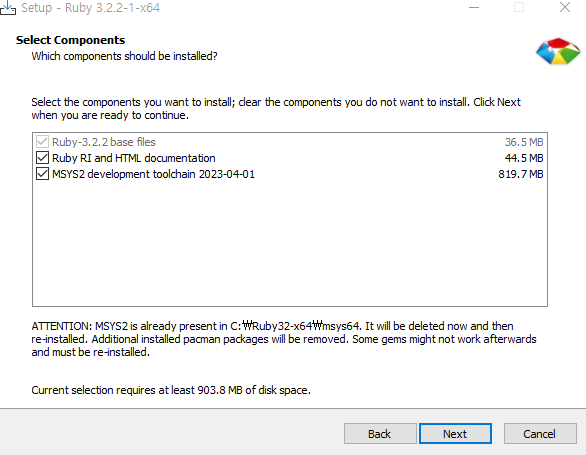 Setup - Ruby 3.2.2-1-x64
Select Components
Which components should be installed?
Select the components you want to install; clear the components you do not want to install. Click Next
when you are ready to continue.
Ruby-3.2.2 base files 36.5 MB
Ruby RI and HTML documentation 44.5 MB
MSYS2 development toolchain 2023-04-01 819.7 MB
ATTENTION: MSYS2 is already present in C:₩Ruby32-x64₩msys64. It will be deleted now and then
re-installed. Additional installed pacman packages will be removed. Some gems might not work afterwards
and must be re-installed.
Current selection requires at least 903.8 MB of disk space.
Back Next Cancel